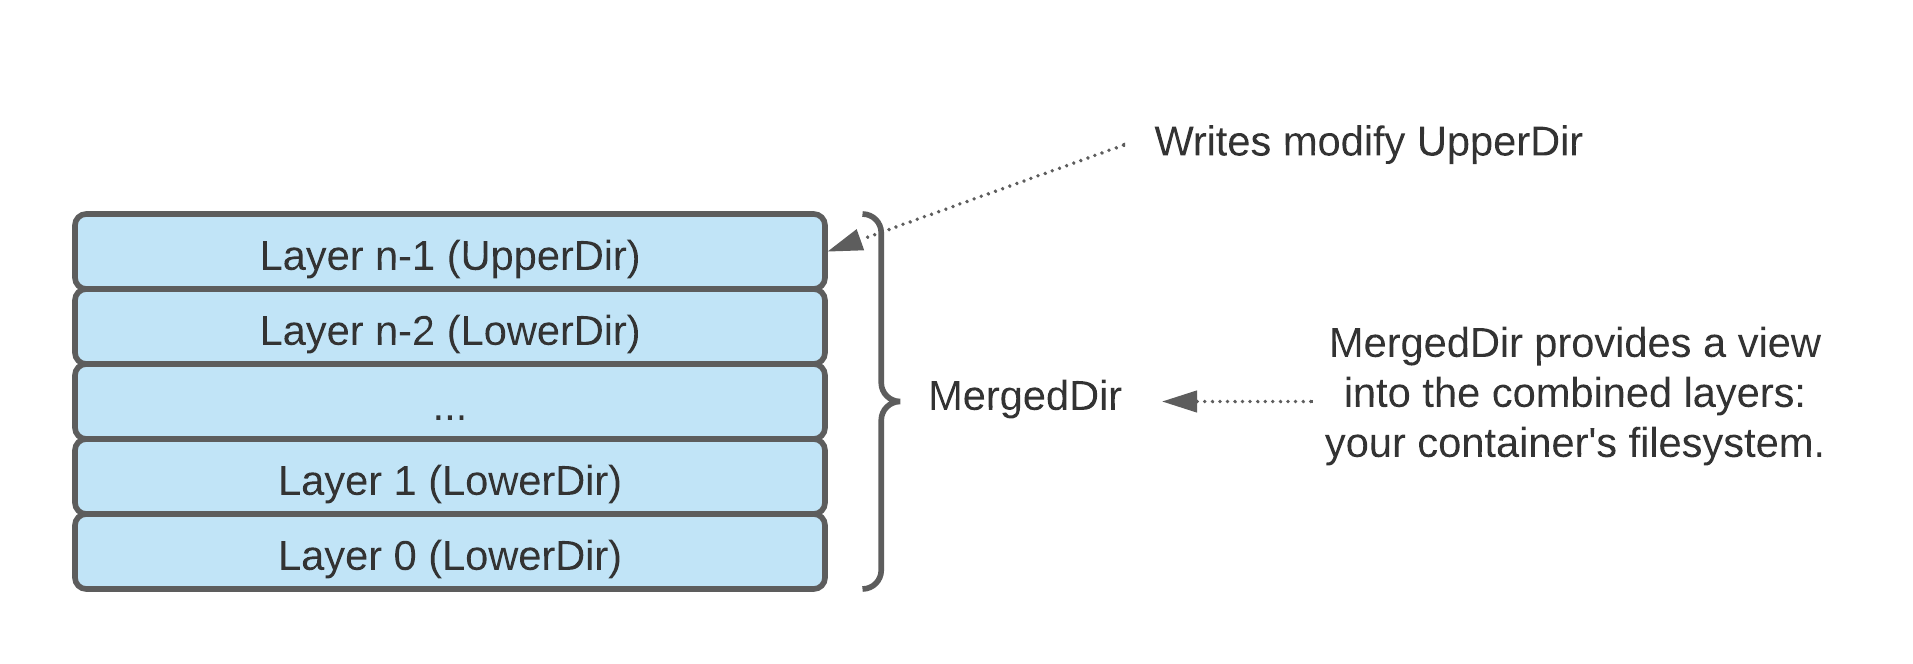 Writes modify UpperDir
Layer n-1 (UpperDir)
Layer n-2 (LowerDir)
...
Layer 1 (LowerDir)
Layer 0 (LowerDir)
MergedDir
MergedDir provides a view
into the combined layers:
your container's filesystem.